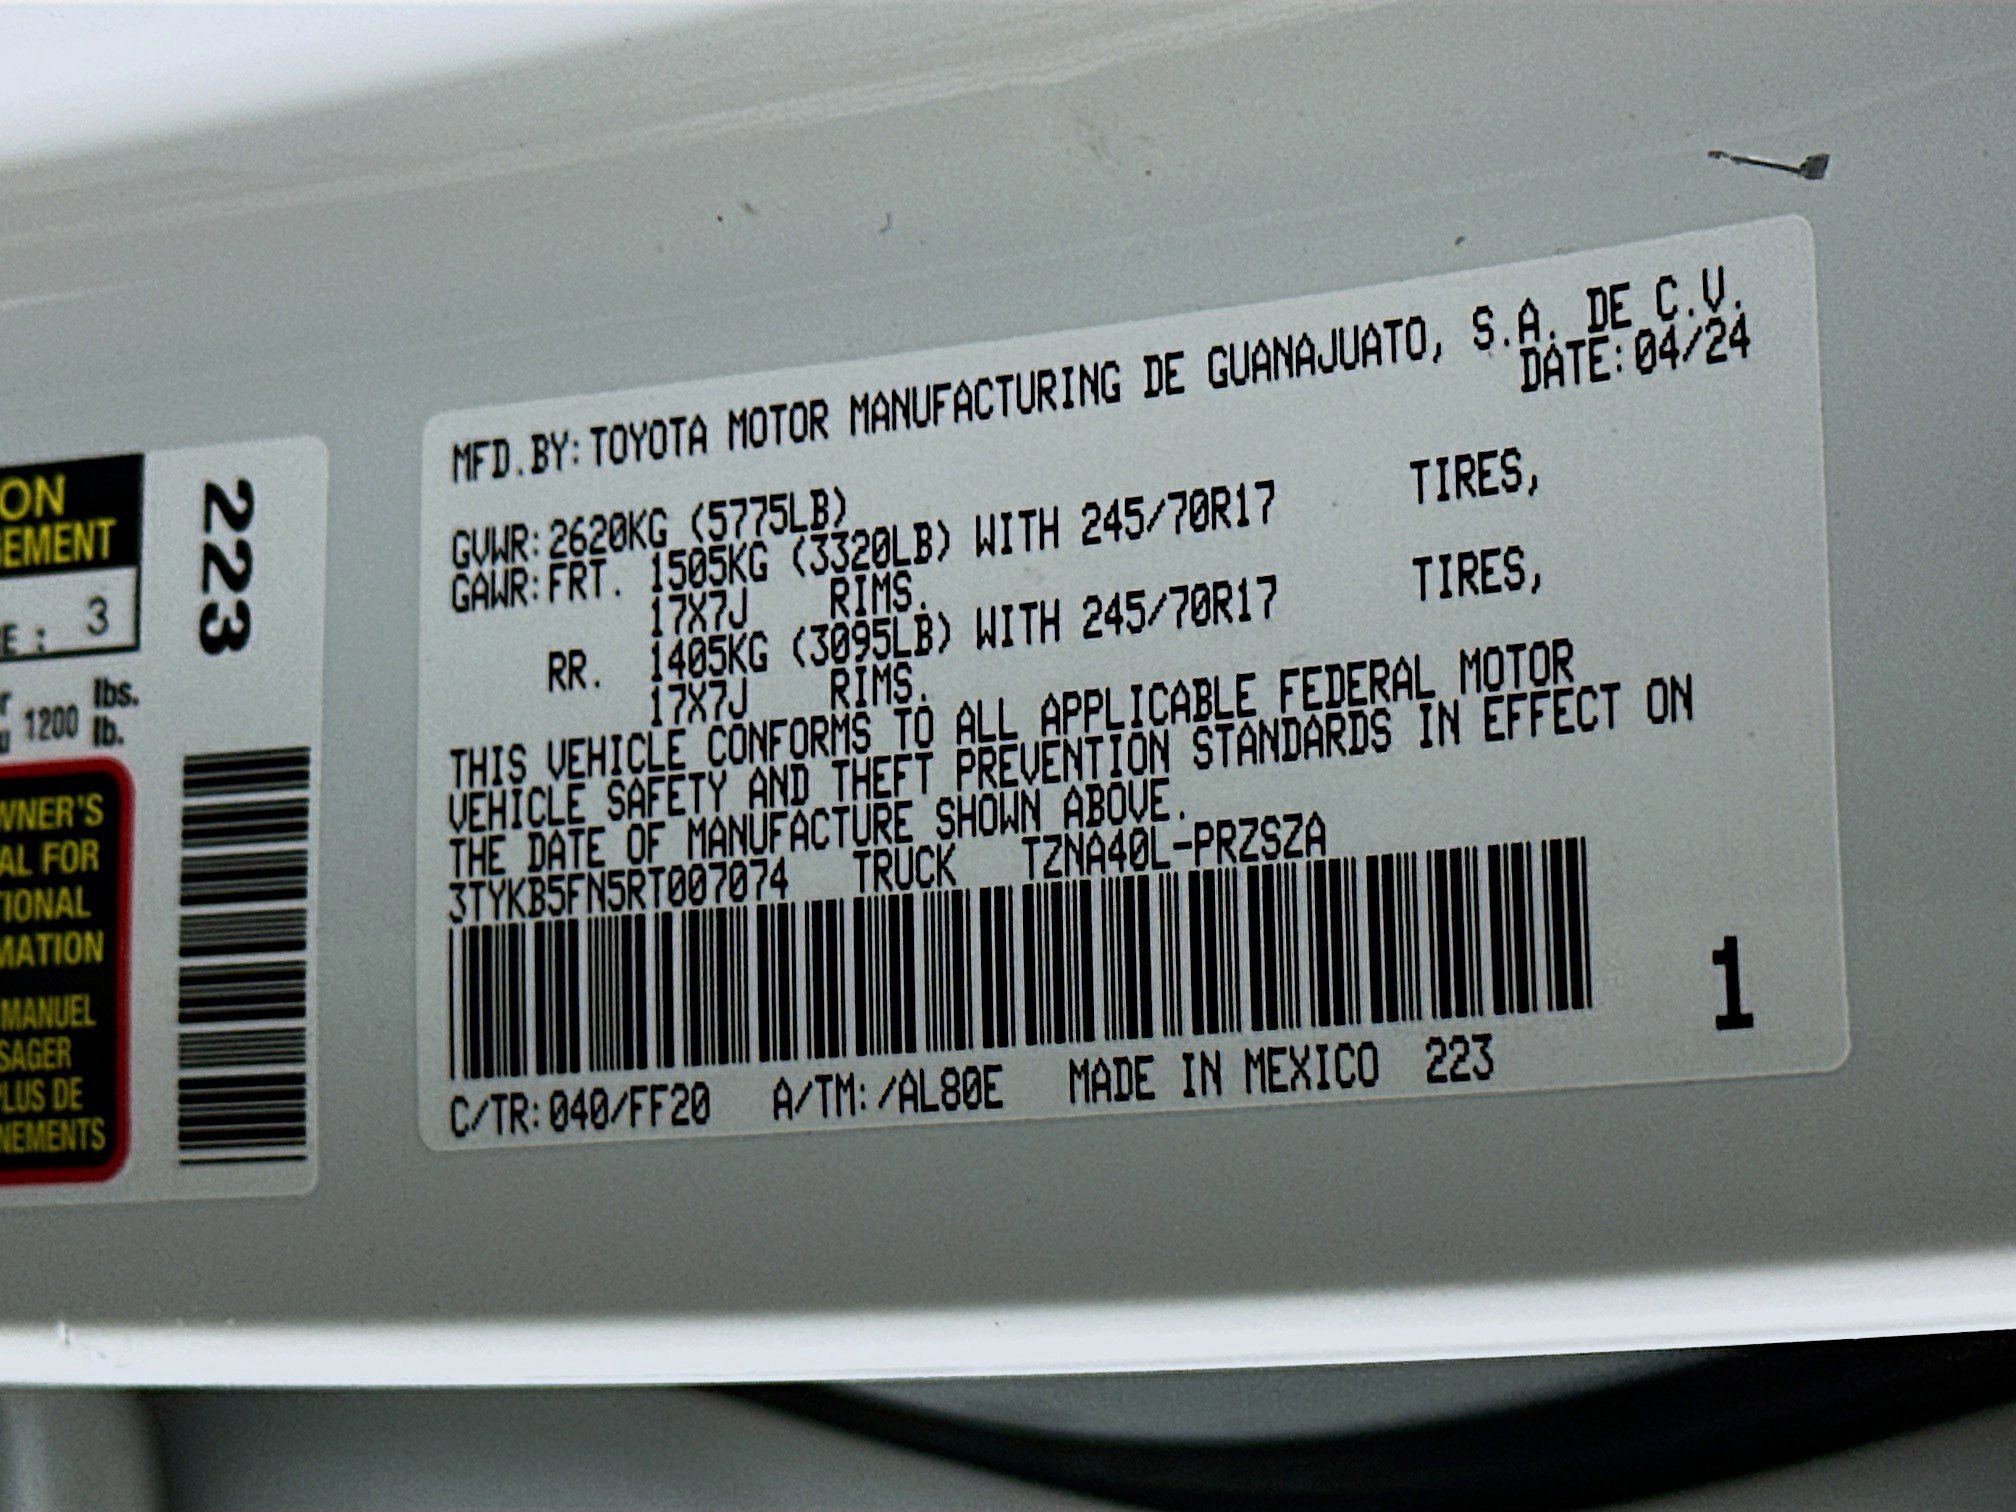 ON
GEMENT
E : 3
1200 lbs.
lb.
WNER'S
AL FOR
TIONAL
MATION
MANUEL
SAGER
PLUS DE
NEMENTS
223
MFD.BY:TOYOTA MOTOR MANUFACTURING DE GUANAJUATO, S.A. DE C.V.
DATE:04/24
GVWR:2620KG (5775LB)
GAWR:FRT. 1505KG (3320LB) WITH 245/70R17 TIRES,
17X7J RIMS.
RR. 1405KG (3095LB) WITH 245/70R17 TIRES,
17X7J RIMS.
THIS VEHICLE CONFORMS TO ALL APPLICABLE FEDERAL MOTOR
VEHICLE SAFETY AND THEFT PREVENTION STANDARDS IN EFFECT ON
THE DATE OF MANUFACTURE SHOWN ABOVE.
3TYKB5FN5RT007074 TRUCK TZNA40L-PRZSZA
1
C/TR:040/FF20 A/TM:/AL80E MADE IN MEXICO 223